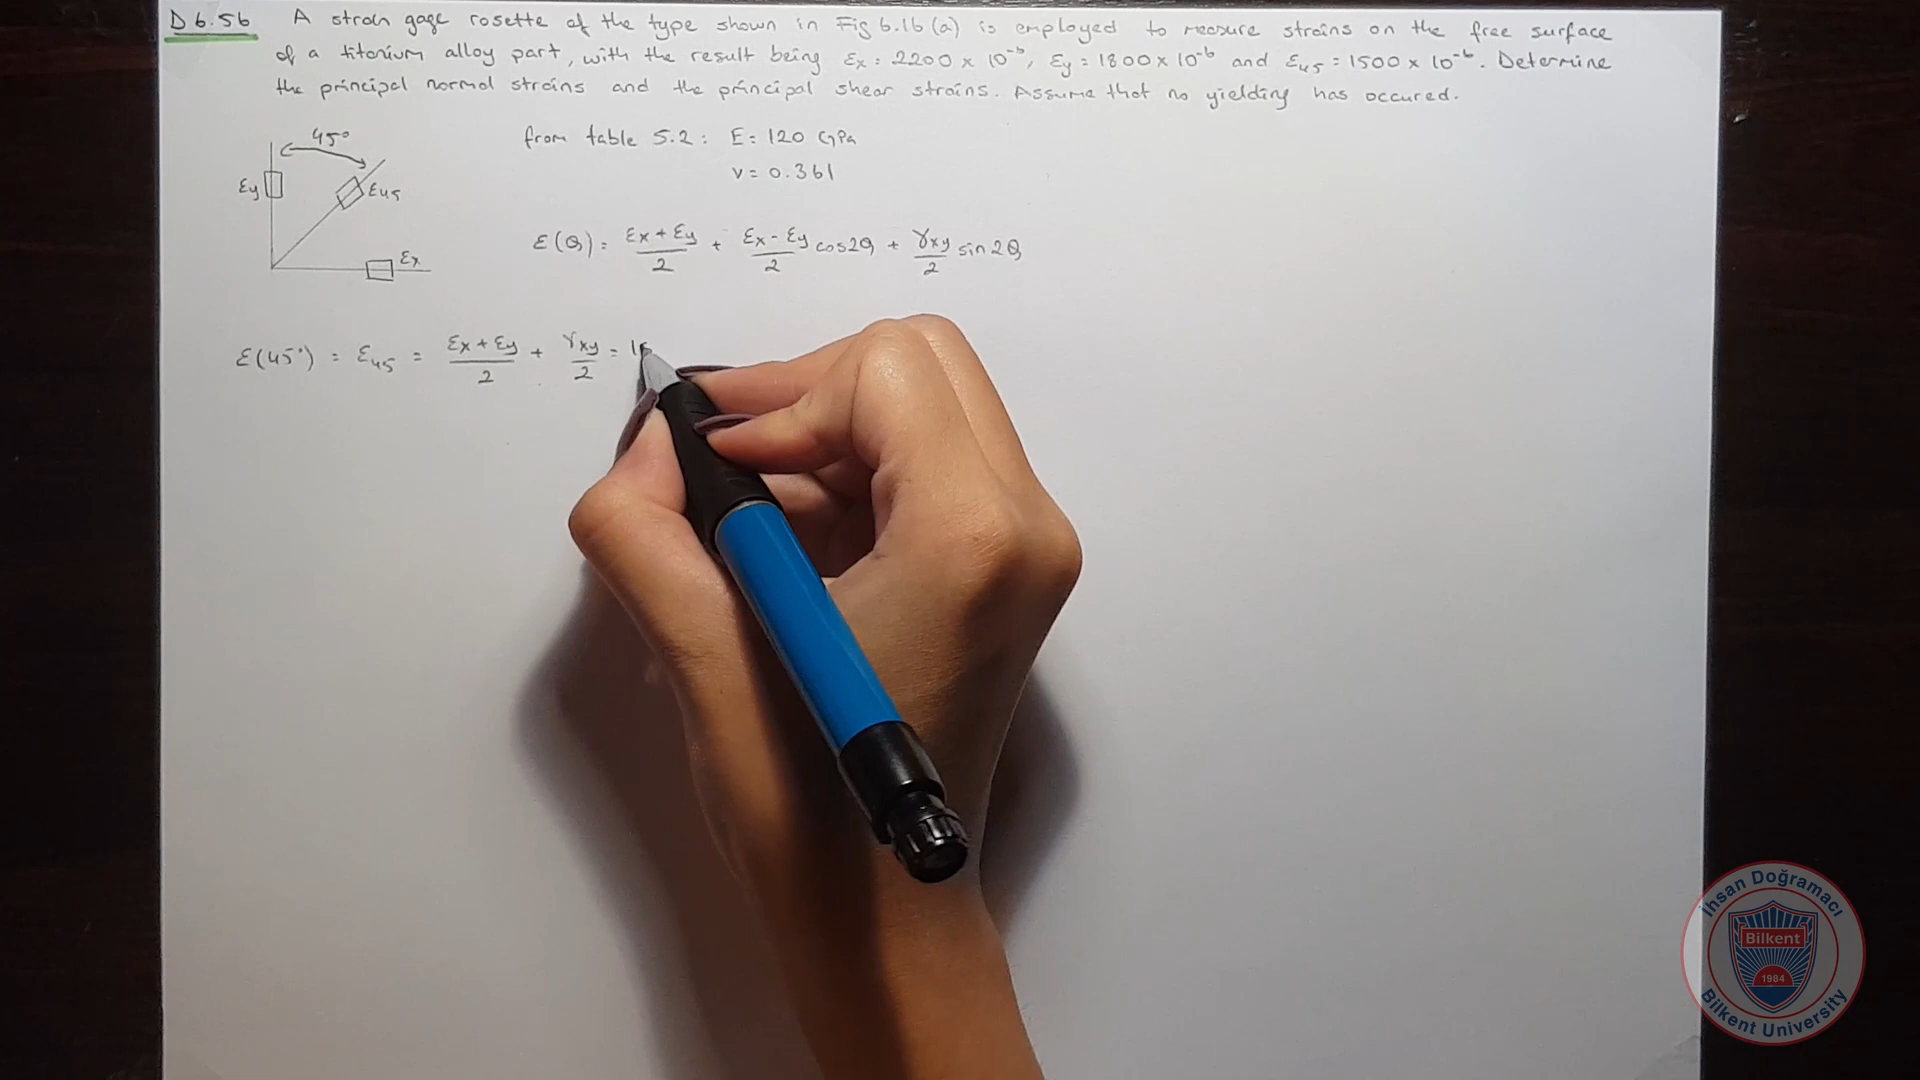 D 6.56 A strain gage rosette of the type shown in Fig 6.16 (a) is employed to measure strains on the free surface
of a titanium alloy part, with the result being εx = 2200 x 10⁻⁶, εy = 1800 x 10⁻⁶ and ε45 = 1500 x 10⁻⁶. Determine
the principal normal strains and the principal shear strains. Assume that no yielding has occured.
45°
from table 5.2: E = 120 GPa
v = 0.361
εy
ε45
εx
ε(θ) = εx + εy / 2 + εx - εy / 2 cos2θ + γxy / 2 sin2θ
ε(45°) = ε45 = εx + εy / 2 + γxy / 2 = 15
İhsan Doğramacı
Bilkent
1984
Bilkent University